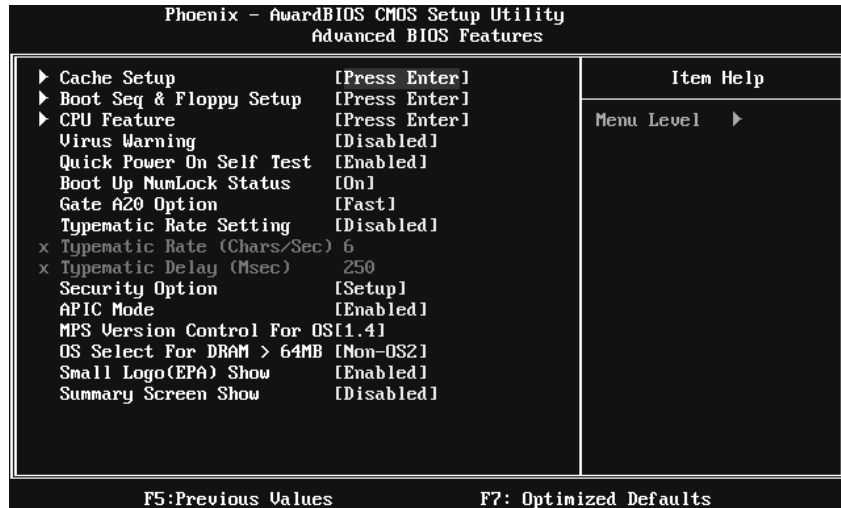 Phoenix - AwardBIOS CMOS Setup Utility
Advanced BIOS Features
Cache Setup [Press Enter]
Boot Seq & Floppy Setup [Press Enter]
CPU Feature [Press Enter]
Virus Warning [Disabled]
Quick Power On Self Test [Enabled]
Boot Up NumLock Status [On]
Gate A20 Option [Fast]
Typematic Rate Setting [Disabled]
x Typematic Rate (Chars/Sec) 6
x Typematic Delay (Msec) 250
Security Option [Setup]
APIC Mode [Enabled]
MPS Version Control For OS[1.4]
OS Select For DRAM > 64MB [Non-OS2]
Small Logo(EPA) Show [Enabled]
Summary Screen Show [Disabled]
Item Help
Menu Level
F5:Previous Values F7: Optimized Defaults